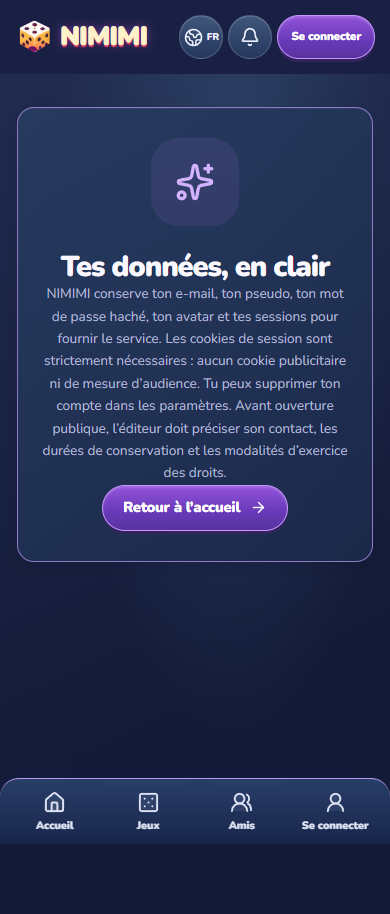 NIMIMI
FR
Se connecter
Tes données, en clair
NIMIMI conserve ton e-mail, ton pseudo, ton mot
de passe haché, ton avatar et tes sessions pour
fournir le service. Les cookies de session sont
strictement nécessaires : aucun cookie publicitaire
ni de mesure d’audience. Tu peux supprimer ton
compte dans les paramètres. Avant ouverture
publique, l’éditeur doit préciser son contact, les
durées de conservation et les modalités d’exercice
des droits.
Retour à l’accueil
Accueil
Jeux
Amis
Se connecter